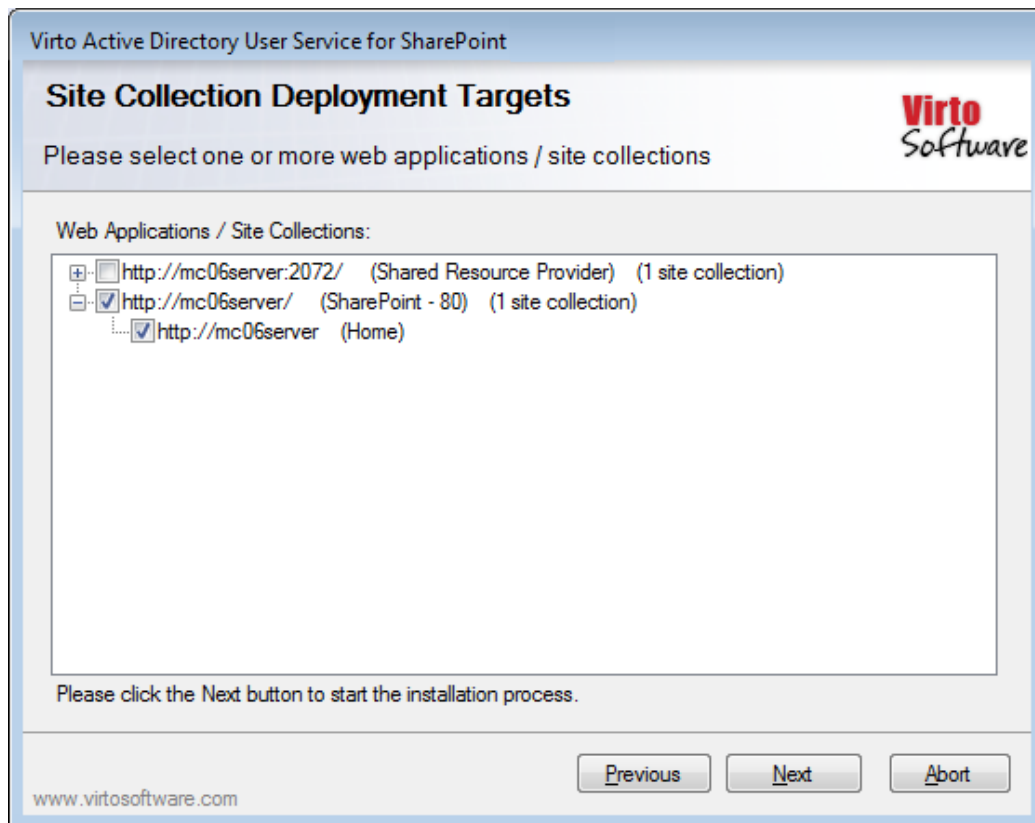 Virto Active Directory User Service for SharePoint
Site Collection Deployment Targets
Please select one or more web applications / site collections
Virto
Software
Web Applications / Site Collections:
http://mc06server:2072/ (Shared Resource Provider) (1 site collection)
http://mc06server/ (SharePoint - 80) (1 site collection)
http://mc06server (Home)
Please click the Next button to start the installation process.
Previous Next Abort
www.virtosoftware.com